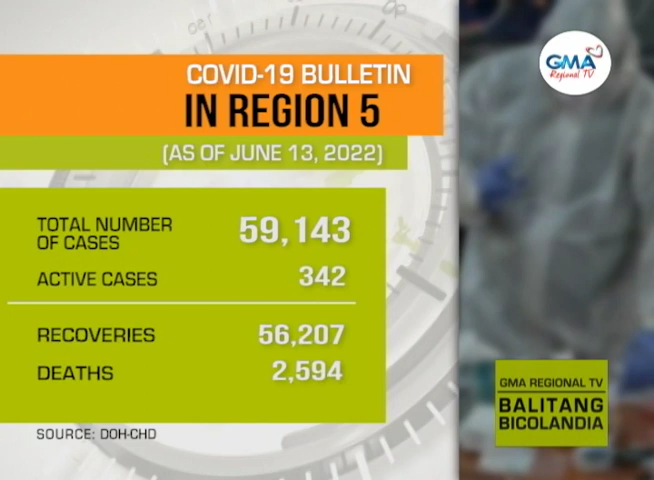 COVID-19 BULLETIN
IN REGION 5
(AS OF JUNE 13, 2022)
TOTAL NUMBER
OF CASES
59,143
ACTIVE CASES 342
RECOVERIES 56,207
DEATHS 2,594
SOURCE: DOH-CHD
GMA
Regional TV
GMA REGIONAL TV
BALITANG
BICOLANDIA